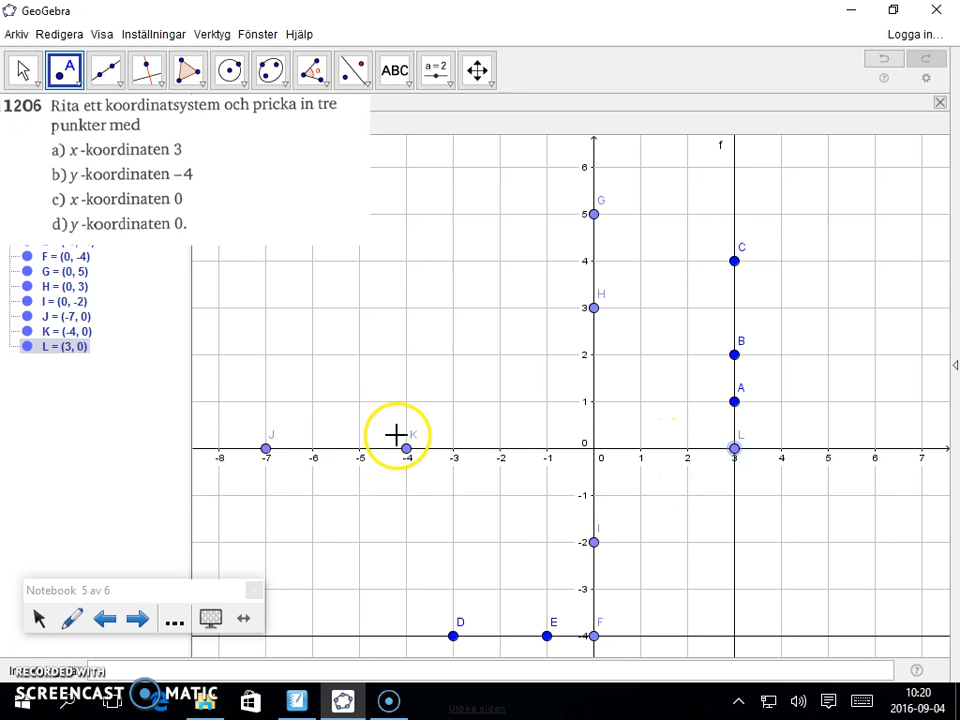 GeoGebra
Arkiv Redigera Visa Inställningar Verktyg Fönster Hjälp Logga in...
A ABC a = 2
1206 Rita ett koordinatsystem och pricka in tre
punkter med
a) x-koordinaten 3
b) y-koordinaten −4
c) x-koordinaten 0
d) y-koordinaten 0.
F = (0, -4)
G = (0, 5)
H = (0, 3)
I = (0, -2)
J = (-7, 0)
K = (-4, 0)
L = (3, 0)
f
6
G
5
C
4
H
3
B
2
A
1
J K 0 L
-8 -7 -6 -5 -4 -3 -2 -1 0 1 2 3 4 5 6 7
-1
I
-2
-3
D E F
-4
Notebook 5 av 6
RECORDED WITH
SCREENCAST MATIC
Utöka sidan
10:20
2016-09-04